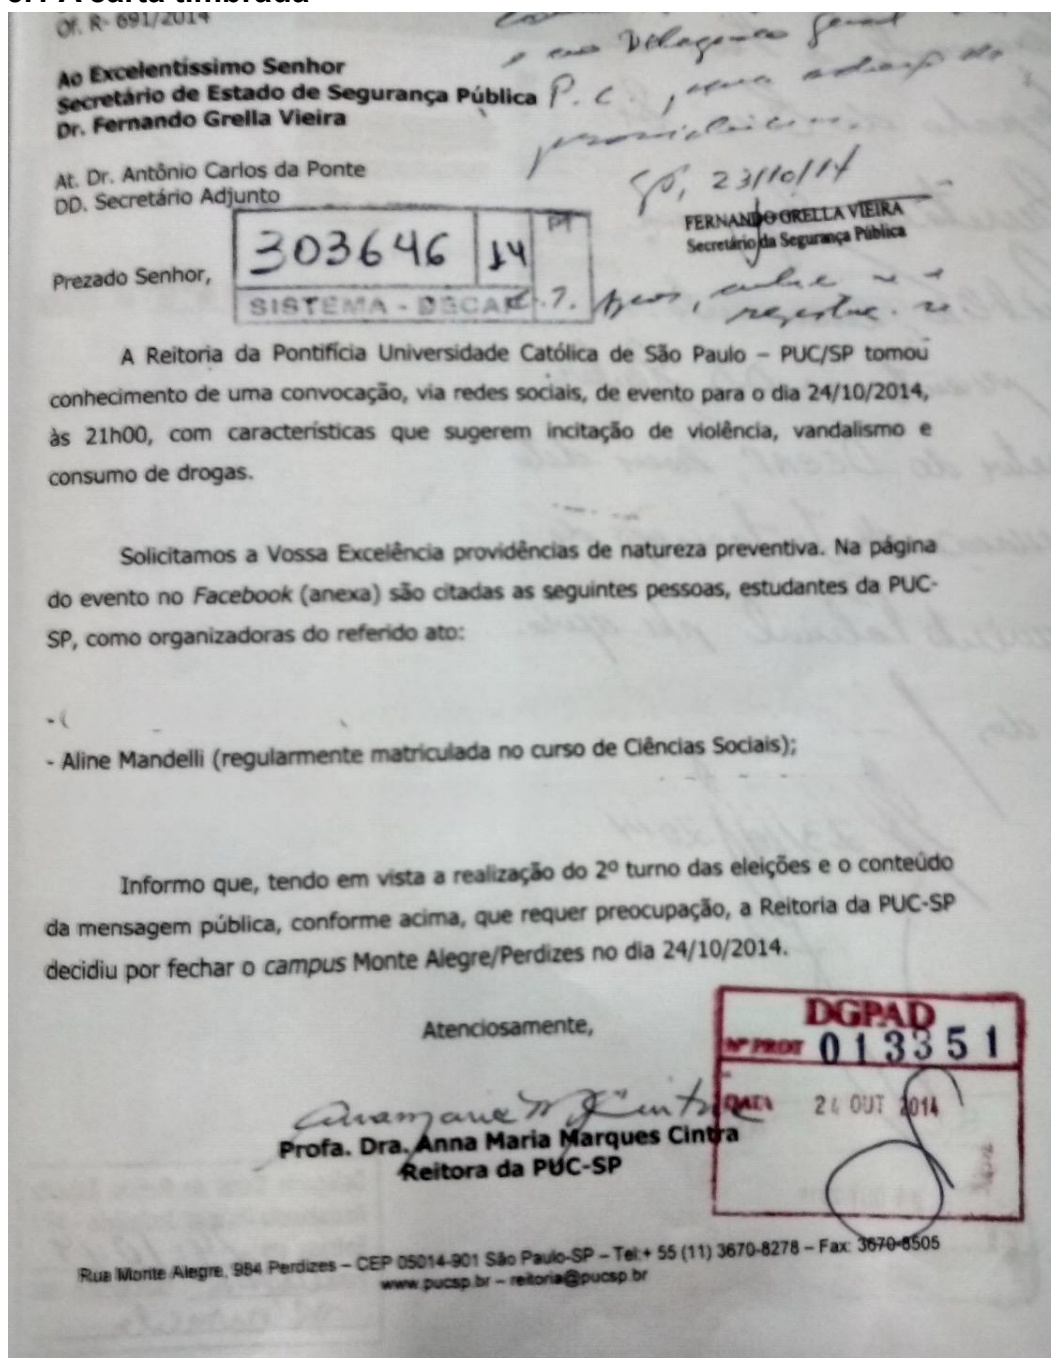 3.1 A carta timbrada
Of. R- 691/2014
Ao Excelentíssimo Senhor
Secretário de Estado de Segurança Pública
Dr. Fernando Grella Vieira
P. C.
At. Dr. Antônio Carlos da Ponte
DD. Secretário Adjunto
23/10/14
FERNANDO GRELLA VIEIRA
Secretário da Segurança Pública
303646 14
Prezado Senhor,
SISTEMA - DECAR
A Reitoria da Pontifícia Universidade Católica de São Paulo – PUC/SP tomou
conhecimento de uma convocação, via redes sociais, de evento para o dia 24/10/2014,
às 21h00, com características que sugerem incitação de violência, vandalismo e
consumo de drogas.
Solicitamos a Vossa Excelência providências de natureza preventiva. Na página
do evento no Facebook (anexa) são citadas as seguintes pessoas, estudantes da PUC-
SP, como organizadoras do referido ato:
- Aline Mandelli (regularmente matriculada no curso de Ciências Sociais);
Informo que, tendo em vista a realização do 2º turno das eleições e o conteúdo
da mensagem pública, conforme acima, que requer preocupação, a Reitoria da PUC-SP
decidiu por fechar o campus Monte Alegre/Perdizes no dia 24/10/2014.
Atenciosamente,
DGPAD
Nº PROT 013351
DATA 24 OUT 2014
Profa. Dra. Anna Maria Marques Cintra
Reitora da PUC-SP
Rua Monte Alegre, 984 Perdizes – CEP 05014-901 São Paulo-SP – Tel:+ 55 (11) 3670-8278 – Fax: 3670-8505
www.pucsp.br – reitoria@pucsp.br